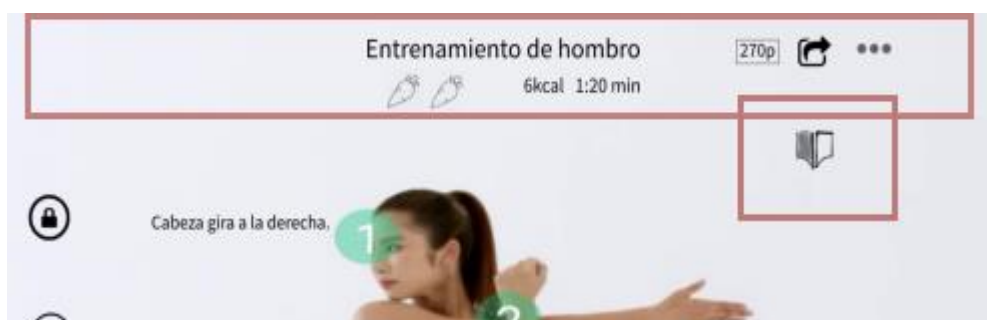 Entrenamiento de hombro
270p
6kcal 1:20 min
Cabeza gira a la derecha.
1
2